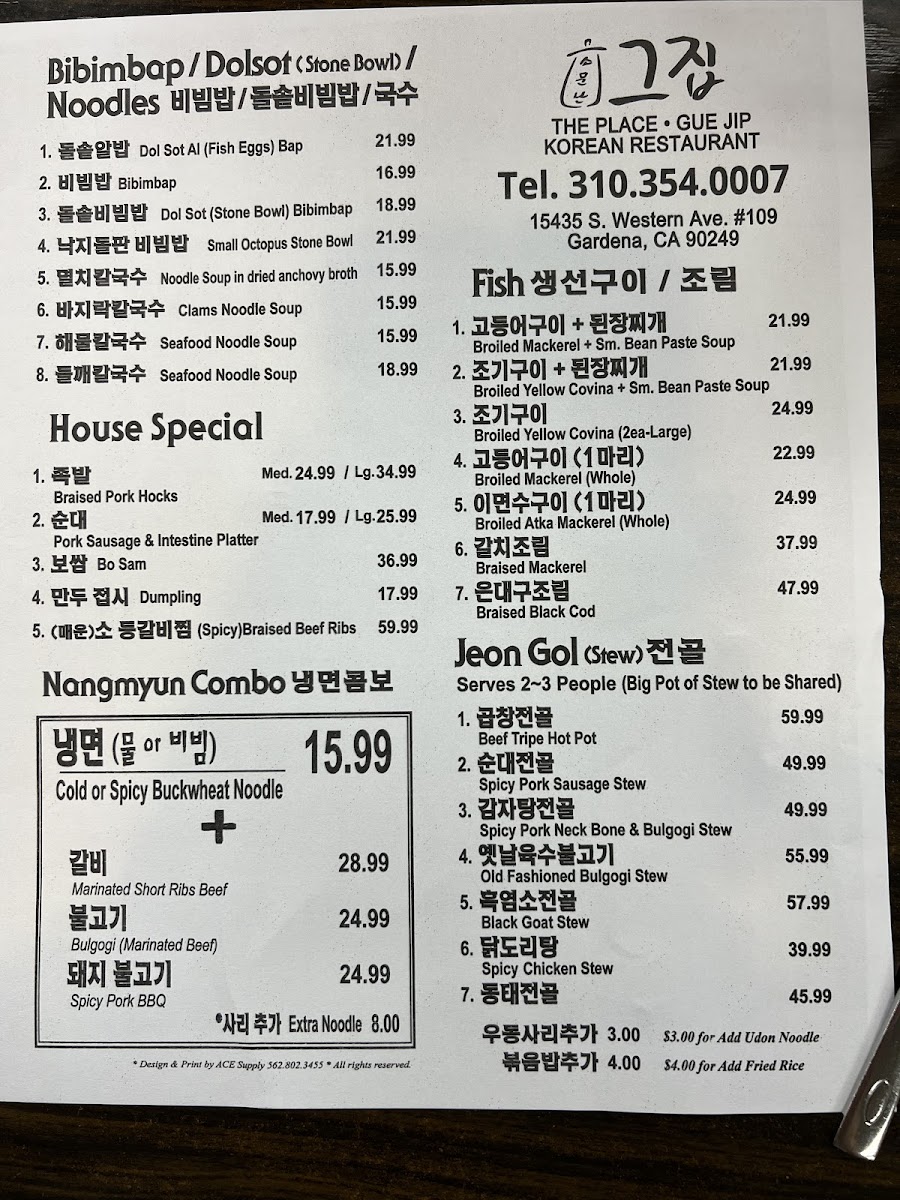 Bibimbap / Dolsot (Stone Bowl) /
Noodles 비빔밥/돌솥비빔밥/국수
1. 돌솥알밥 Dol Sot Al (Fish Eggs) Bap 21.99
2. 비빔밥 Bibimbap 16.99
3. 돌솥비빔밥 Dol Sot (Stone Bowl) Bibimbap 18.99
4. 낙지돌판 비빔밥 Small Octopus Stone Bowl 21.99
5. 멸치칼국수 Noodle Soup in dried anchovy broth 15.99
6. 바지락칼국수 Clams Noodle Soup 15.99
7. 해물칼국수 Seafood Noodle Soup 15.99
8. 들깨칼국수 Seafood Noodle Soup 18.99
House Special
1. 족발 Med. 24.99 / Lg. 34.99
Braised Pork Hocks
2. 순대 Med. 17.99 / Lg. 25.99
Pork Sausage & Intestine Platter
3. 보쌈 Bo Sam 36.99
4. 만두 접시 Dumpling 17.99
5. (매운)소 등갈비찜 (Spicy)Braised Beef Ribs 59.99
Nangmyun Combo 냉면콤보
냉면 (물 or 비빔) 15.99
Cold or Spicy Buckwheat Noodle
+
갈비 28.99
Marinated Short Ribs Beef
불고기 24.99
Bulgogi (Marinated Beef)
돼지 불고기 24.99
Spicy Pork BBQ
*사리 추가 Extra Noodle 8.00
* Design & Print by ACE Supply 562.802.3455 * All rights reserved.
소문난 그집
THE PLACE • GUE JIP
KOREAN RESTAURANT
Tel. 310.354.0007
15435 S. Western Ave. #109
Gardena, CA 90249
Fish 생선구이 / 조림
1. 고등어구이 + 된장찌개 21.99
Broiled Mackerel + Sm. Bean Paste Soup
2. 조기구이 + 된장찌개 21.99
Broiled Yellow Covina + Sm. Bean Paste Soup
3. 조기구이 24.99
Broiled Yellow Covina (2ea-Large)
4. 고등어구이 (1마리) 22.99
Broiled Mackerel (Whole)
5. 이면수구이 (1마리) 24.99
Broiled Atka Mackerel (Whole)
6. 갈치조림 37.99
Braised Mackerel
7. 은대구조림 47.99
Braised Black Cod
Jeon Gol (Stew) 전골
Serves 2~3 People (Big Pot of Stew to be Shared)
1. 곱창전골 59.99
Beef Tripe Hot Pot
2. 순대전골 49.99
Spicy Pork Sausage Stew
3. 감자탕전골 49.99
Spicy Pork Neck Bone & Bulgogi Stew
4. 옛날육수불고기 55.99
Old Fashioned Bulgogi Stew
5. 흑염소전골 57.99
Black Goat Stew
6. 닭도리탕 39.99
Spicy Chicken Stew
7. 동태전골 45.99
우동사리추가 3.00 $3.00 for Add Udon Noodle
볶음밥추가 4.00 $4.00 for Add Fried Rice